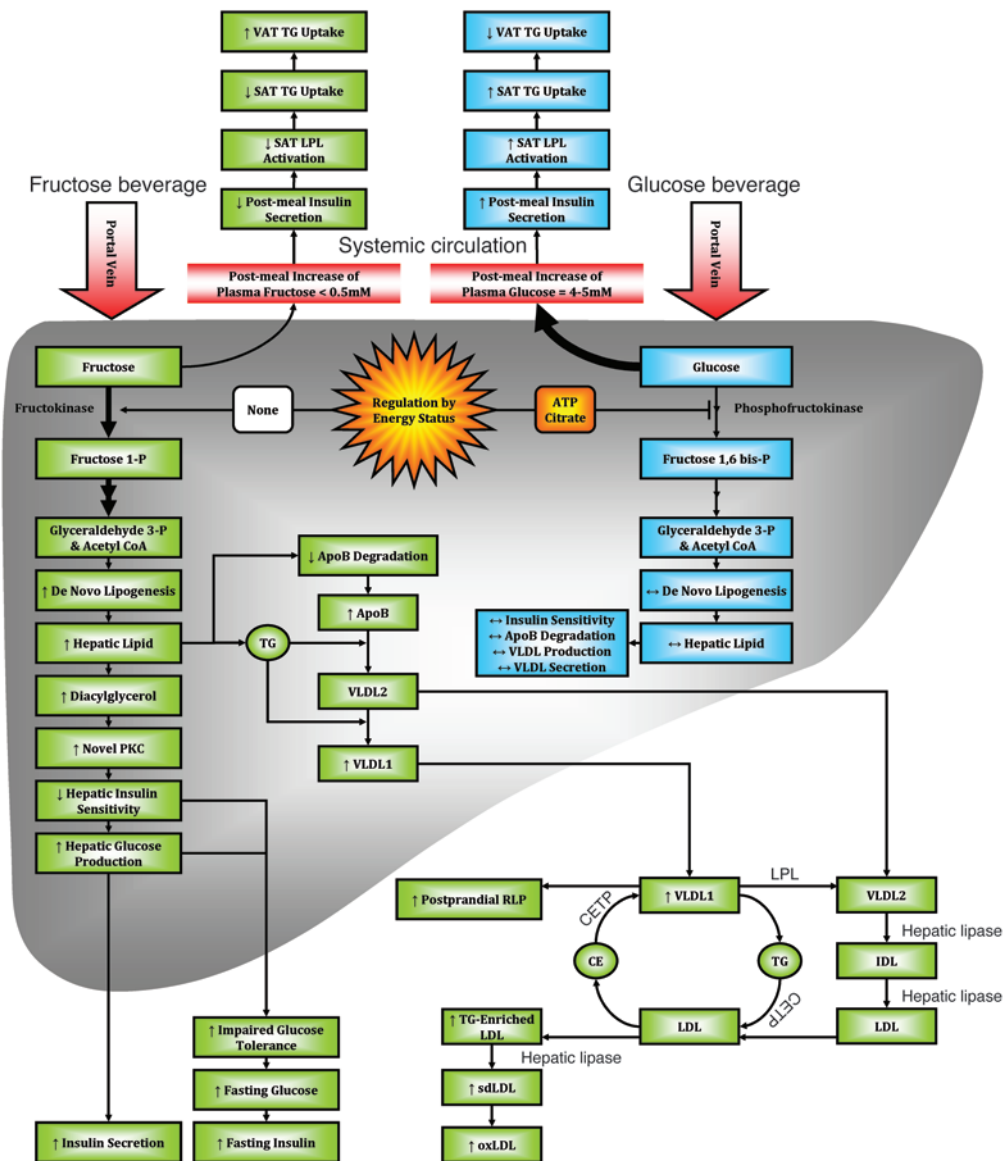 ↑ VAT TG Uptake
↓ SAT TG Uptake
↓ SAT LPL
Activation
↓ Post-meal Insulin
Secretion
↓ VAT TG Uptake
↑ SAT TG Uptake
↑ SAT LPL
Activation
↑ Post-meal Insulin
Secretion
Fructose beverage
Portal Vein
Systemic circulation
Glucose beverage
Portal Vein
Post-meal Increase of
Plasma Fructose < 0.5mM
Post-meal Increase of
Plasma Glucose = 4-5mM
Fructose
Fructokinase
None
Regulation by
Energy Status
ATP
Citrate
Glucose
Phosphofructokinase
Fructose 1-P
Glyceraldehyde 3-P
& Acetyl CoA
↑ De Novo Lipogenesis
↑ Hepatic Lipid
↑ Diacylglycerol
↑ Novel PKC
↓ Hepatic Insulin
Sensitivity
↑ Hepatic Glucose
Production
↓ ApoB Degradation
↑ ApoB
TG
VLDL2
↑ VLDL1
Fructose 1,6 bis-P
Glyceraldehyde 3-P
& Acetyl CoA
↔ De Novo Lipogenesis
↔ Hepatic Lipid
↔ Insulin Sensitivity
↔ ApoB Degradation
↔ VLDL Production
↔ VLDL Secretion
↑ Postprandial RLP
↑ VLDL1
LPL
VLDL2
CETP
Hepatic lipase
CE
TG
IDL
CETP
Hepatic lipase
↑ TG-Enriched
LDL
LDL
LDL
Hepatic lipase
↑ sdLDL
↑ oxLDL
↑ Impaired Glucose
Tolerance
↑ Fasting Glucose
↑ Insulin Secretion
↑ Fasting Insulin